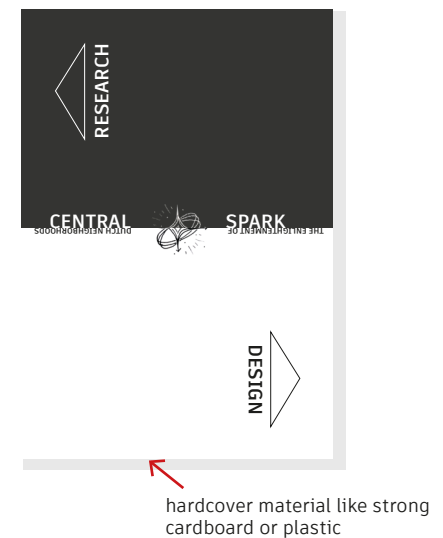 RESEARCH
CENTRAL SPARK
THE ENLIGHTENMENT OF DUTCH NEIGHBORHOODS
DESIGN
hardcover material like strong
cardboard or plastic